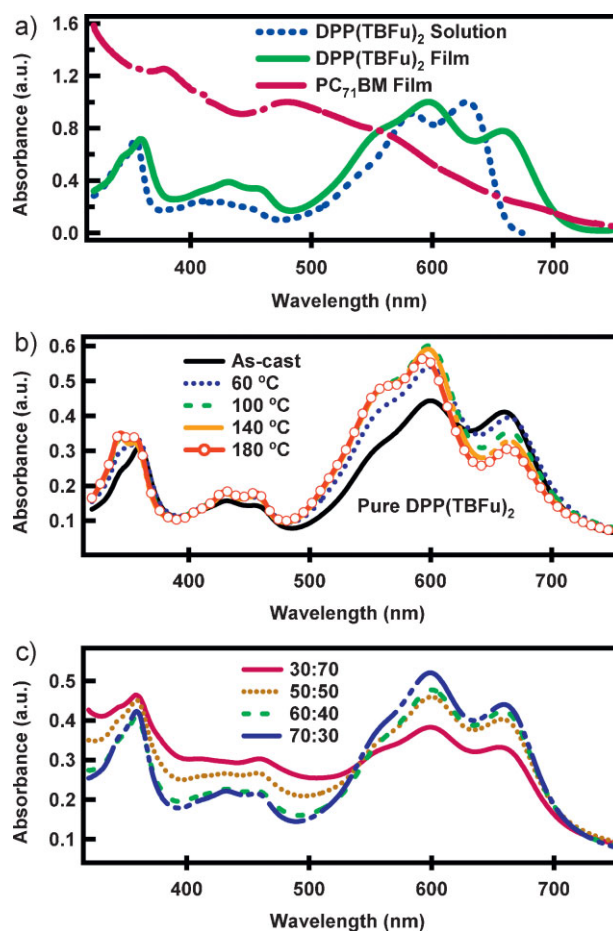 a)
1.6
1.2
0.8
0.4
0.0
Absorbance (a.u.)
DPP(TBFu)₂ Solution
DPP(TBFu)₂ Film
PC₇₁BM Film
400 500 600 700
Wavelength (nm)
b)
0.6
0.5
0.4
0.3
0.2
0.1
Absorbance (a.u.)
As-cast
60 ºC
100 ºC
140 ºC
180 ºC
Pure DPP(TBFu)₂
400 500 600 700
Wavelength (nm)
c)
0.5
0.4
0.3
0.2
0.1
Absorbance (a.u.)
30:70
50:50
60:40
70:30
400 500 600 700
Wavelength (nm)